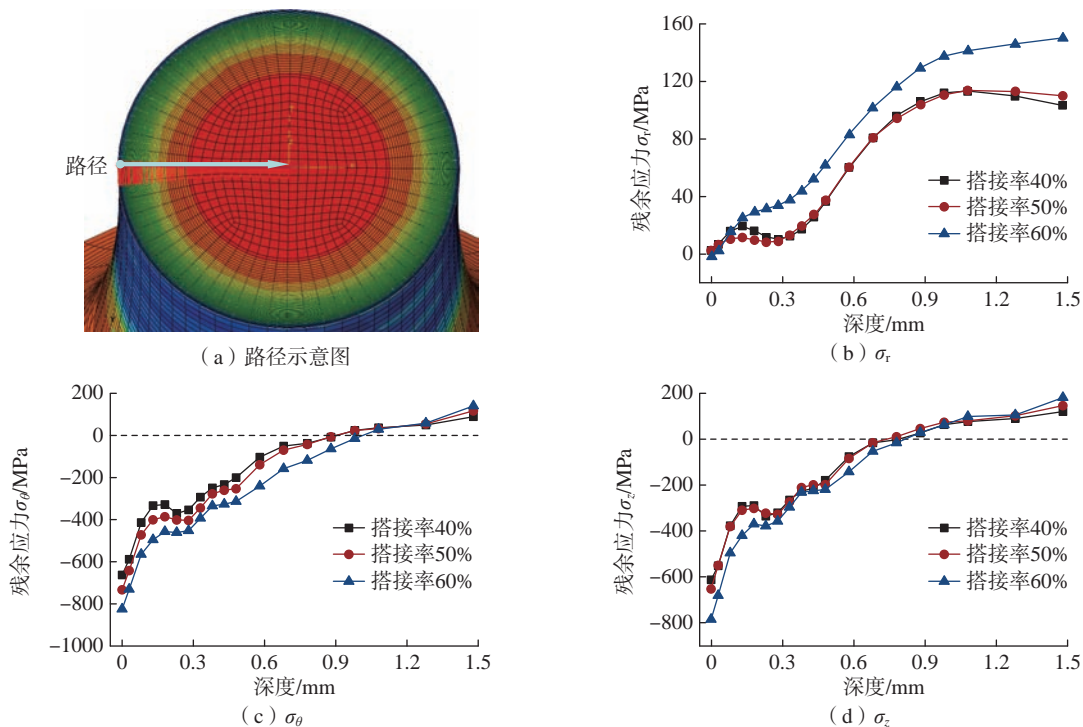 路径
(a)路径示意图
残余应力σr/MPa
160
120
80
40
0
搭接率40%
搭接率50%
搭接率60%
0 0.3 0.6 0.9 1.2 1.5
深度/mm
(b)σr
残余应力σθ/MPa
200
0
−200
−400
−600
−800
−1000
搭接率40%
搭接率50%
搭接率60%
0 0.3 0.6 0.9 1.2 1.5
深度/mm
(c)σθ
残余应力σz/MPa
200
0
−200
−400
−600
−800
搭接率40%
搭接率50%
搭接率60%
0 0.3 0.6 0.9 1.2 1.5
深度/mm
(d)σz